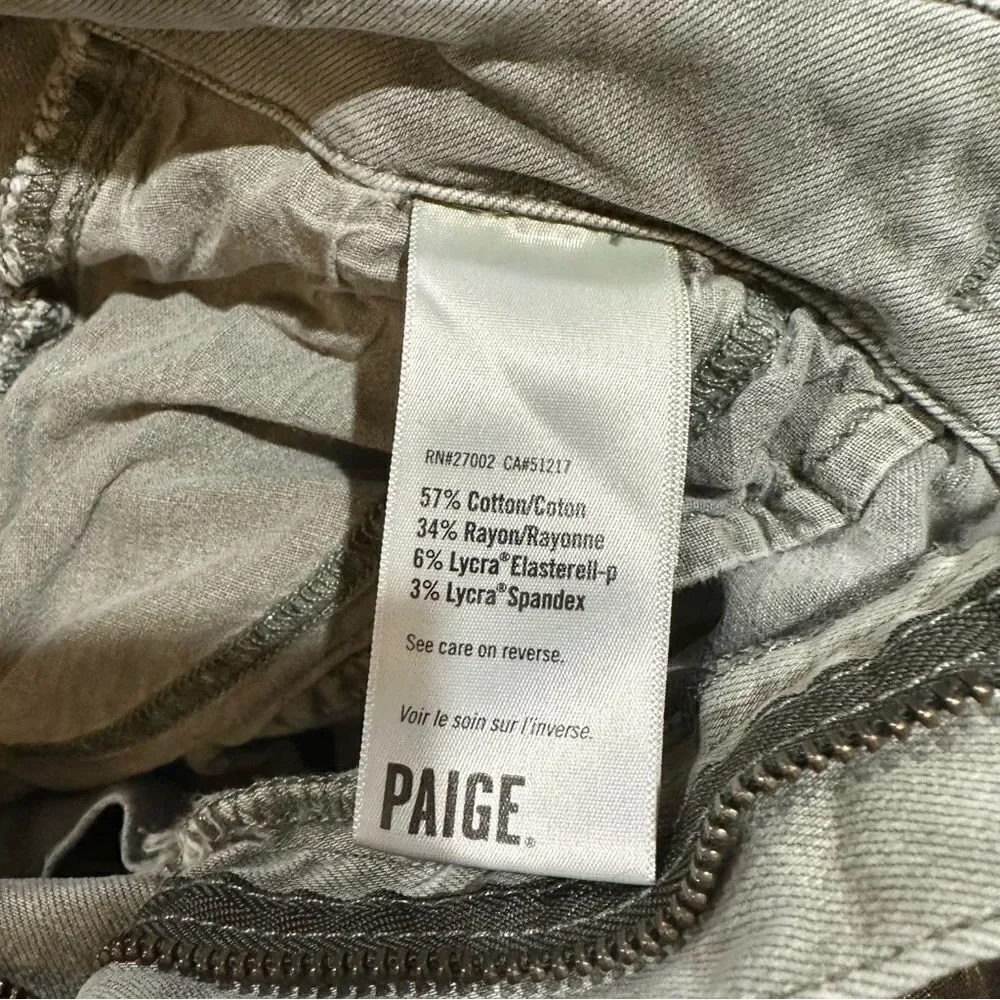 RN#27002 CA#51217
57% Cotton/Coton
34% Rayon/Rayonne
6% Lycra®Elasterell-p
3% Lycra®Spandex
See care on reverse.
Voir le soin sur l'inverse.
PAIGE®